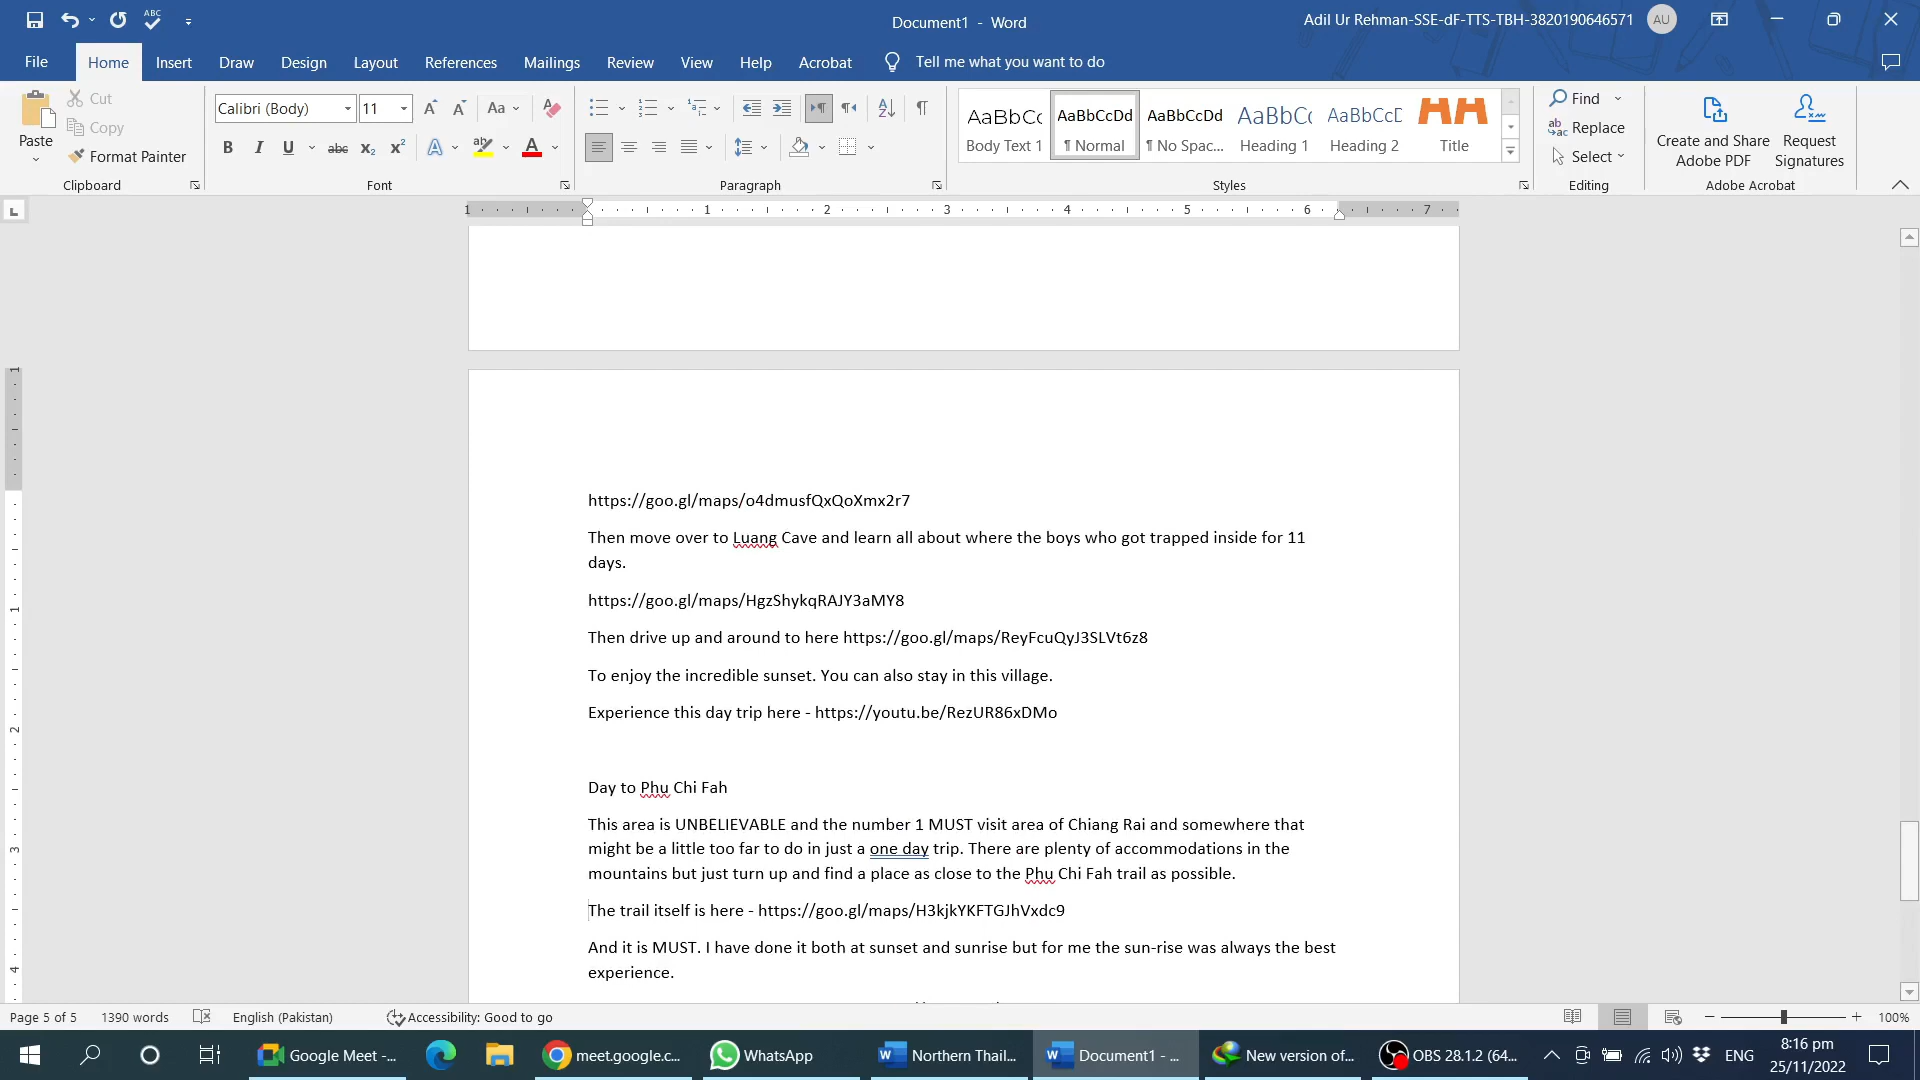 ABC
Document1 - Word
Adil Ur Rehman-SSE-dF-TTS-TBH-3820190646571
AU
File Home Insert Draw Design Layout References Mailings Review View Help Acrobat Tell me what you want to do
Paste
Cut
Copy
Format Painter
Clipboard
Calibri (Body) 11
Font
Paragraph
AaBbCc
Body Text 1
AaBbCcDd
¶ Normal
AaBbCcDd
¶ No Spac...
AaBbCc
Heading 1
AaBbCcD
Heading 2
Title
Styles
Find
Replace
Select
Editing
Create and Share
Adobe PDF
Request
Signatures
Adobe Acrobat
1 1 2 3 4 5 6 7
https://goo.gl/maps/o4dmusfQxQoXmx2r7
Then move over to Luang Cave and learn all about where the boys who got trapped inside for 11
days.
https://goo.gl/maps/HgzShykqRAJY3aMY8
Then drive up and around to here https://goo.gl/maps/ReyFcuQyJ3SLVt6z8
To enjoy the incredible sunset. You can also stay in this village.
Experience this day trip here - https://youtu.be/RezUR86xDMo
Day to Phu Chi Fah
This area is UNBELIEVABLE and the number 1 MUST visit area of Chiang Rai and somewhere that
might be a little too far to do in just a one day trip. There are plenty of accommodations in the
mountains but just turn up and find a place as close to the Phu Chi Fah trail as possible.
The trail itself is here - https://goo.gl/maps/H3kjkYKFTGJhVxdc9
And it is MUST. I have done it both at sunset and sunrise but for me the sun-rise was always the best
experience.
Page 5 of 5 1390 words English (Pakistan) Accessibility: Good to go 100%
Google Meet -... meet.google.c... WhatsApp Northern Thail... Document1 - ... New version of... OBS 28.1.2 (64... ENG
8:16 pm
25/11/2022